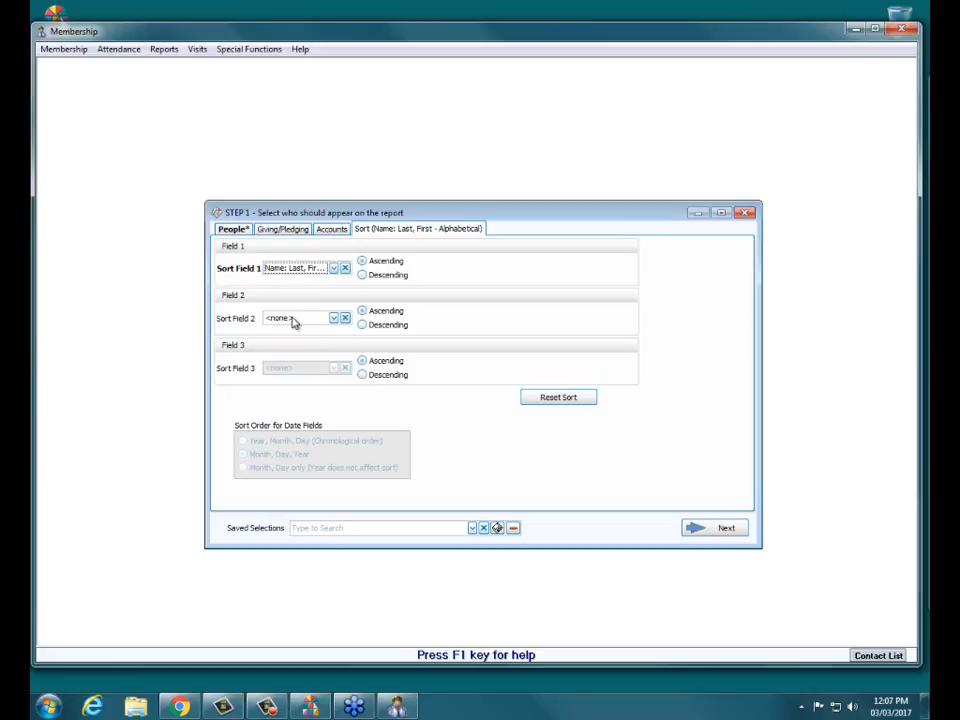 Membership
Membership Attendance Reports Visits Special Functions Help
STEP 1 - Select who should appear on the report
People* Giving/Pledging Accounts Sort (Name: Last, First - Alphabetical)
Field 1
Sort Field 1 Name: Last, Fir... Ascending
Descending
Field 2
Sort Field 2 <none> Ascending
Descending
Field 3
Sort Field 3 <none> Ascending
Descending
Reset Sort
Sort Order for Date Fields
Year, Month, Day (Chronological order)
Month, Day, Year
Month, Day only (Year does not affect sort)
Saved Selections Type to Search Next
Press F1 key for help
Contact List
12:07 PM
03/03/2017